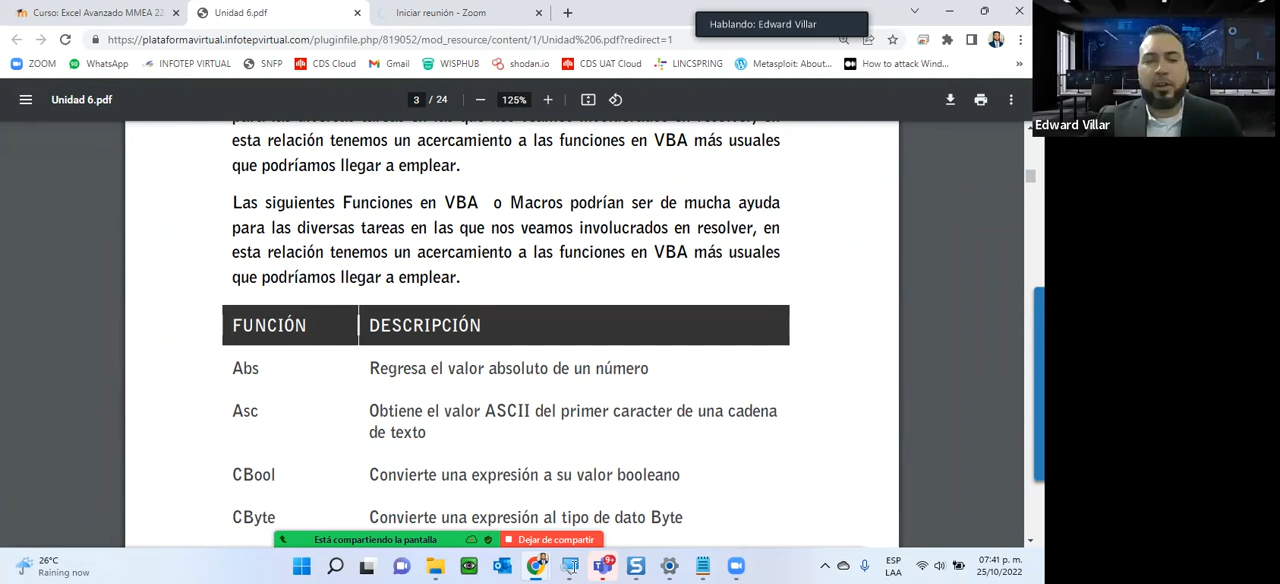 Curso: Excel Avanzado MMEA 22
Unidad 6.pdf
Iniciar reunión - Zoom
Hablando: Edward Villar
https://plataformavirtual.infotepvirtual.com/pluginfile.php/819052/mod_resource/content/1/Unidad%206.pdf?redirect=1
ZOOM WhatsApp INFOTEP VIRTUAL SNFP CDS Cloud Gmail WISPHUB shodan.io CDS UAT Cloud LINCSPRING Metasploit: About... How to attack Wind... »
Unidad 6.pdf 3 / 24 125%
Edward Villar
esta relación tenemos un acercamiento a las funciones en VBA más usuales
que podríamos llegar a emplear.
Las siguientes Funciones en VBA o Macros podrían ser de mucha ayuda
para las diversas tareas en las que nos veamos involucrados en resolver, en
esta relación tenemos un acercamiento a las funciones en VBA más usuales
que podríamos llegar a emplear.
FUNCIÓN DESCRIPCIÓN
Abs Regresa el valor absoluto de un número
Asc Obtiene el valor ASCII del primer caracter de una cadena
de texto
CBool Convierte una expresión a su valor booleano
CByte Convierte una expresión al tipo de dato Byte
Está compartiendo la pantalla Dejar de compartir
26°C
Raining now
9+
ESP
LAA
07:41 p. m.
25/10/2022